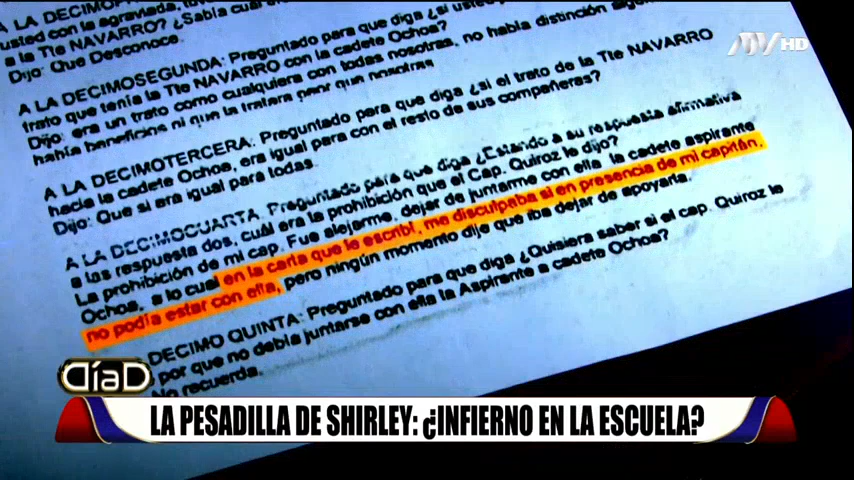 A LA DECIMO
usted con la agraviada,
a la Tte NAVARRO? ¿Sabía cual
Dijo: Que Desconoce.
A LA DECIMOSEGUNDA: Preguntado para que diga ¿si usted
trato que tenía la Tte NAVARRO con la cadete Ochoa?
Dijo: era un trato como cualquiera con todas nosotras, no había distinción
había beneficios ni que la tratara peor que nosotras
A LA DECIMOTERCERA: Preguntado para que diga ¿si el trato de la Tte NAVARRO
hacia la cadete Ochoa, era igual para con el resto de sus compañeras?
Dijo: Que si era igual para todas.
A LA DECIMOCUARTA. Preguntado para que diga ¿Estando a su respuesta afirmativa
a las respuesta dos, cuál era la prohibición que el Cap. Quiroz le dijo?
La prohibición de mi cap. Fue alejarme, dejar de juntarme con ella la cadete aspirante
Ochoa, a lo cual en la carta que le escribí, me disculpaba si en presencia de mi capitán,
no podía estar con ella, pero ningún momento dije que iba dejar de apoyarla.
DECIMO QUINTA: Preguntado para que diga ¿Quisiera saber si el cap. Quiroz le
por que no debía juntarse con ella la Aspirante a cadete Ochoa?
No recuerda.
ATV HD
DíaD
LA PESADILLA DE SHIRLEY: ¿INFIERNO EN LA ESCUELA?